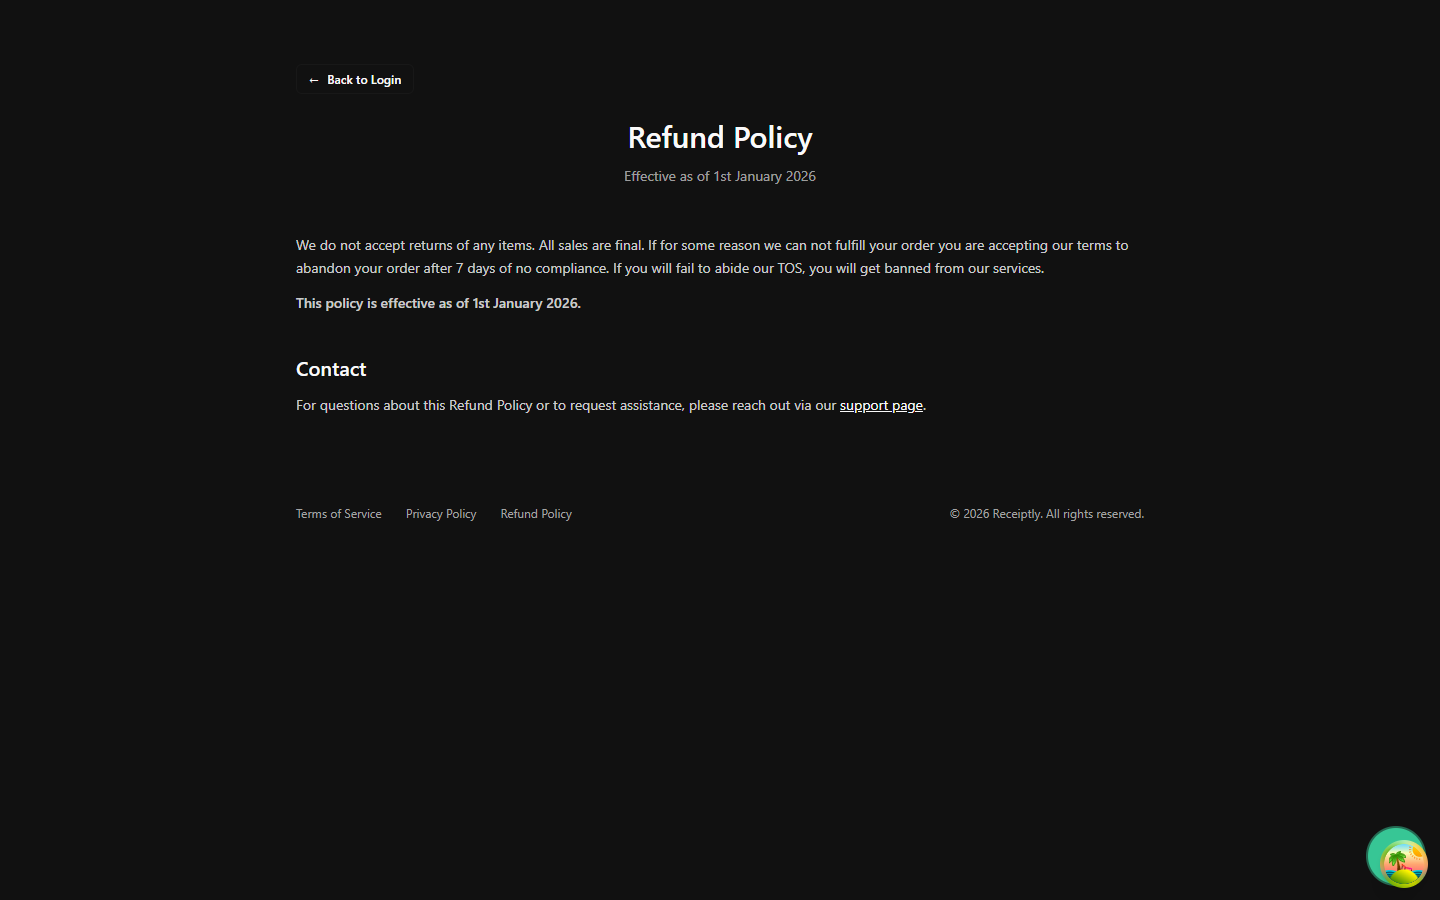 ← Back to Login
Refund Policy
Effective as of 1st January 2026
We do not accept returns of any items. All sales are final. If for some reason we can not fulfill your order you are accepting our terms to
abandon your order after 7 days of no compliance. If you will fail to abide our TOS, you will get banned from our services.
This policy is effective as of 1st January 2026.
Contact
For questions about this Refund Policy or to request assistance, please reach out via our support page.
Terms of Service Privacy Policy Refund Policy © 2026 Receiptly. All rights reserved.